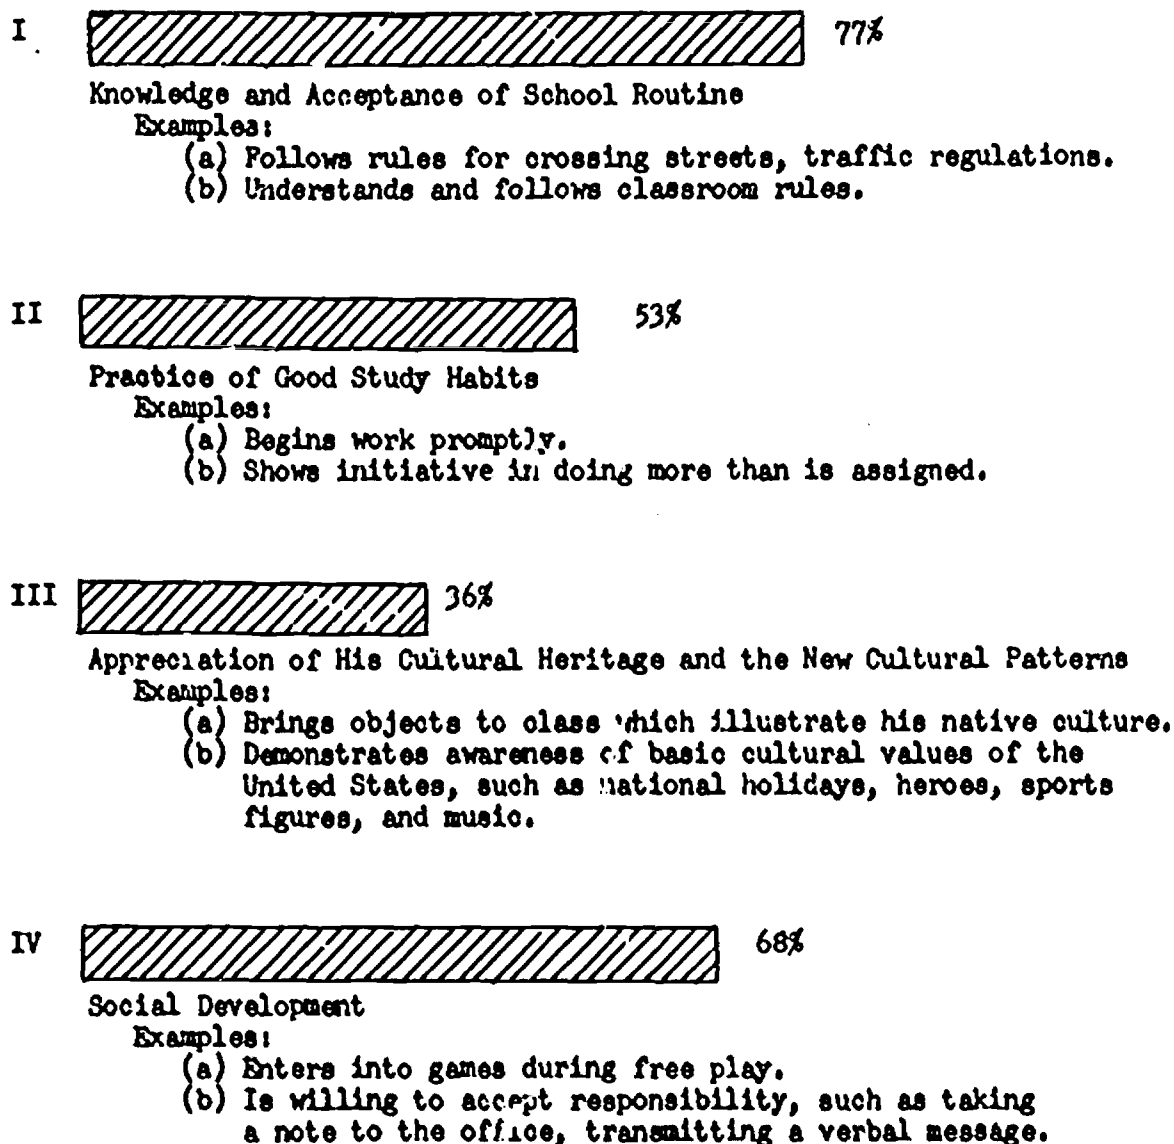 I 77%
Knowledge and Acceptance of School Routine
Examples:
(a) Follows rules for crossing streets, traffic regulations.
(b) Understands and follows classroom rules.
II 53%
Practice of Good Study Habits
Examples:
(a) Begins work promptly.
(b) Shows initiative in doing more than is assigned.
III 36%
Appreciation of His Cultural Heritage and the New Cultural Patterns
Examples:
(a) Brings objects to class which illustrate his native culture.
(b) Demonstrates awareness of basic cultural values of the
United States, such as national holidays, heroes, sports
figures, and music.
IV 68%
Social Development
Examples:
(a) Enters into games during free play.
(b) Is willing to accept responsibility, such as taking
a note to the office, transmitting a verbal message.